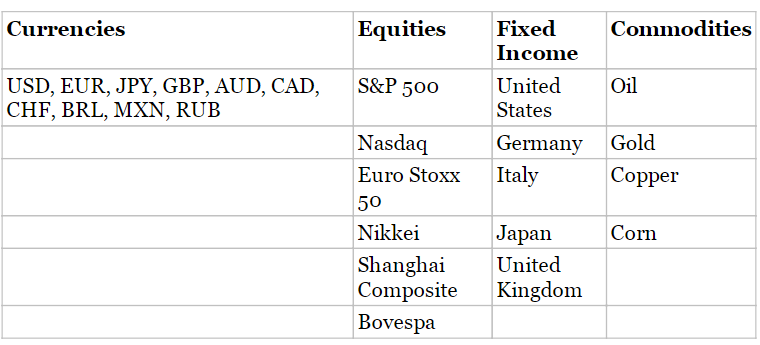 Currencies Equities Fixed Income Commodities
USD, EUR, JPY, GBP, AUD, CAD, CHF, BRL, MXN, RUB S&P 500 United States Oil
Nasdaq Germany Gold
Euro Stoxx 50 Italy Copper
Nikkei Japan Corn
Shanghai Composite United Kingdom
Bovespa